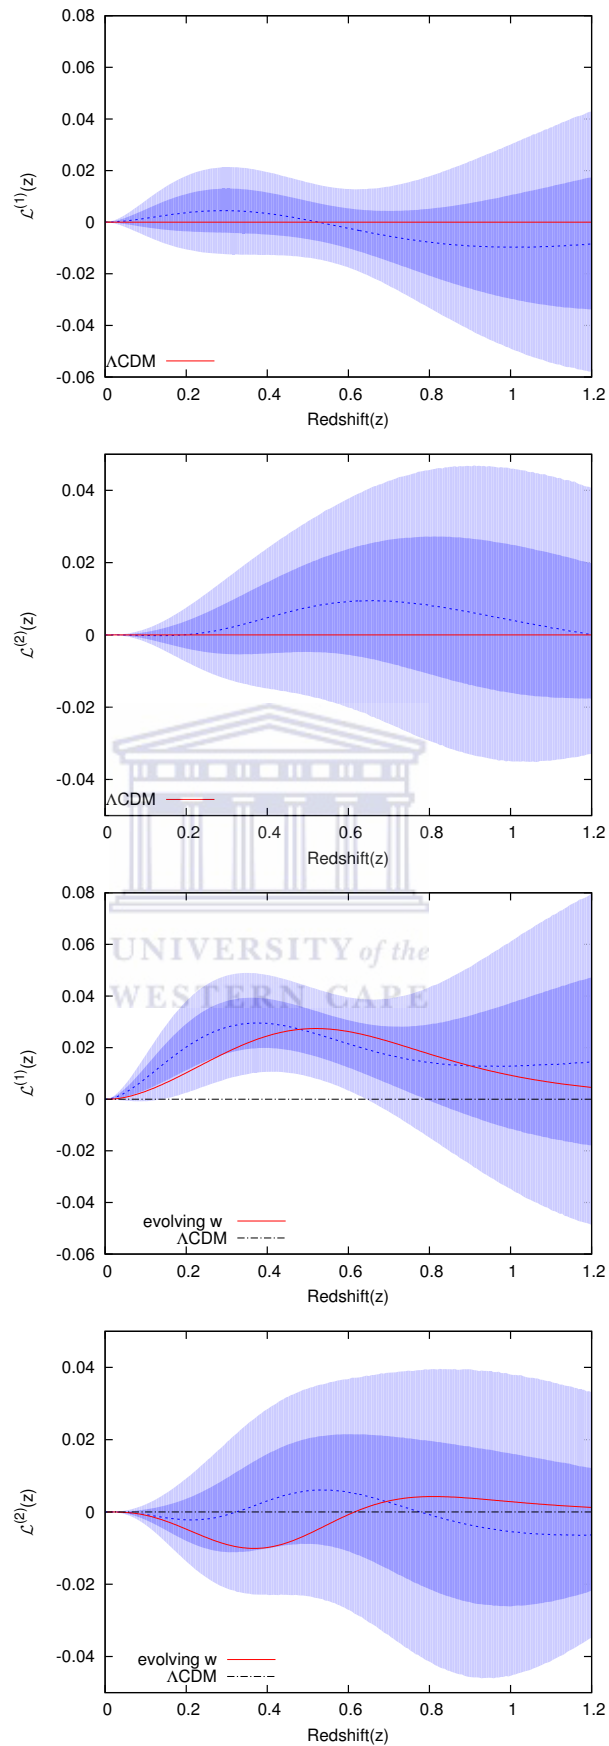 0.08
0.06
0.04
0.02
0
-0.02
-0.04
-0.06
ℒ⁽¹⁾(z)
ΛCDM
0 0.2 0.4 0.6 0.8 1 1.2
Redshift(z)
0.04
0.02
0
-0.02
-0.04
ℒ⁽²⁾(z)
ΛCDM
0 0.2 0.4 0.6 0.8 1 1.2
Redshift(z)
0.08
0.06
0.04
0.02
0
-0.02
-0.04
-0.06
ℒ⁽¹⁾(z)
UNIVERSITY of the
WESTERN CAPE
evolving w
ΛCDM
0 0.2 0.4 0.6 0.8 1 1.2
Redshift(z)
0.04
0.02
0
-0.02
-0.04
ℒ⁽²⁾(z)
evolving w
ΛCDM
0 0.2 0.4 0.6 0.8 1 1.2
Redshift(z)